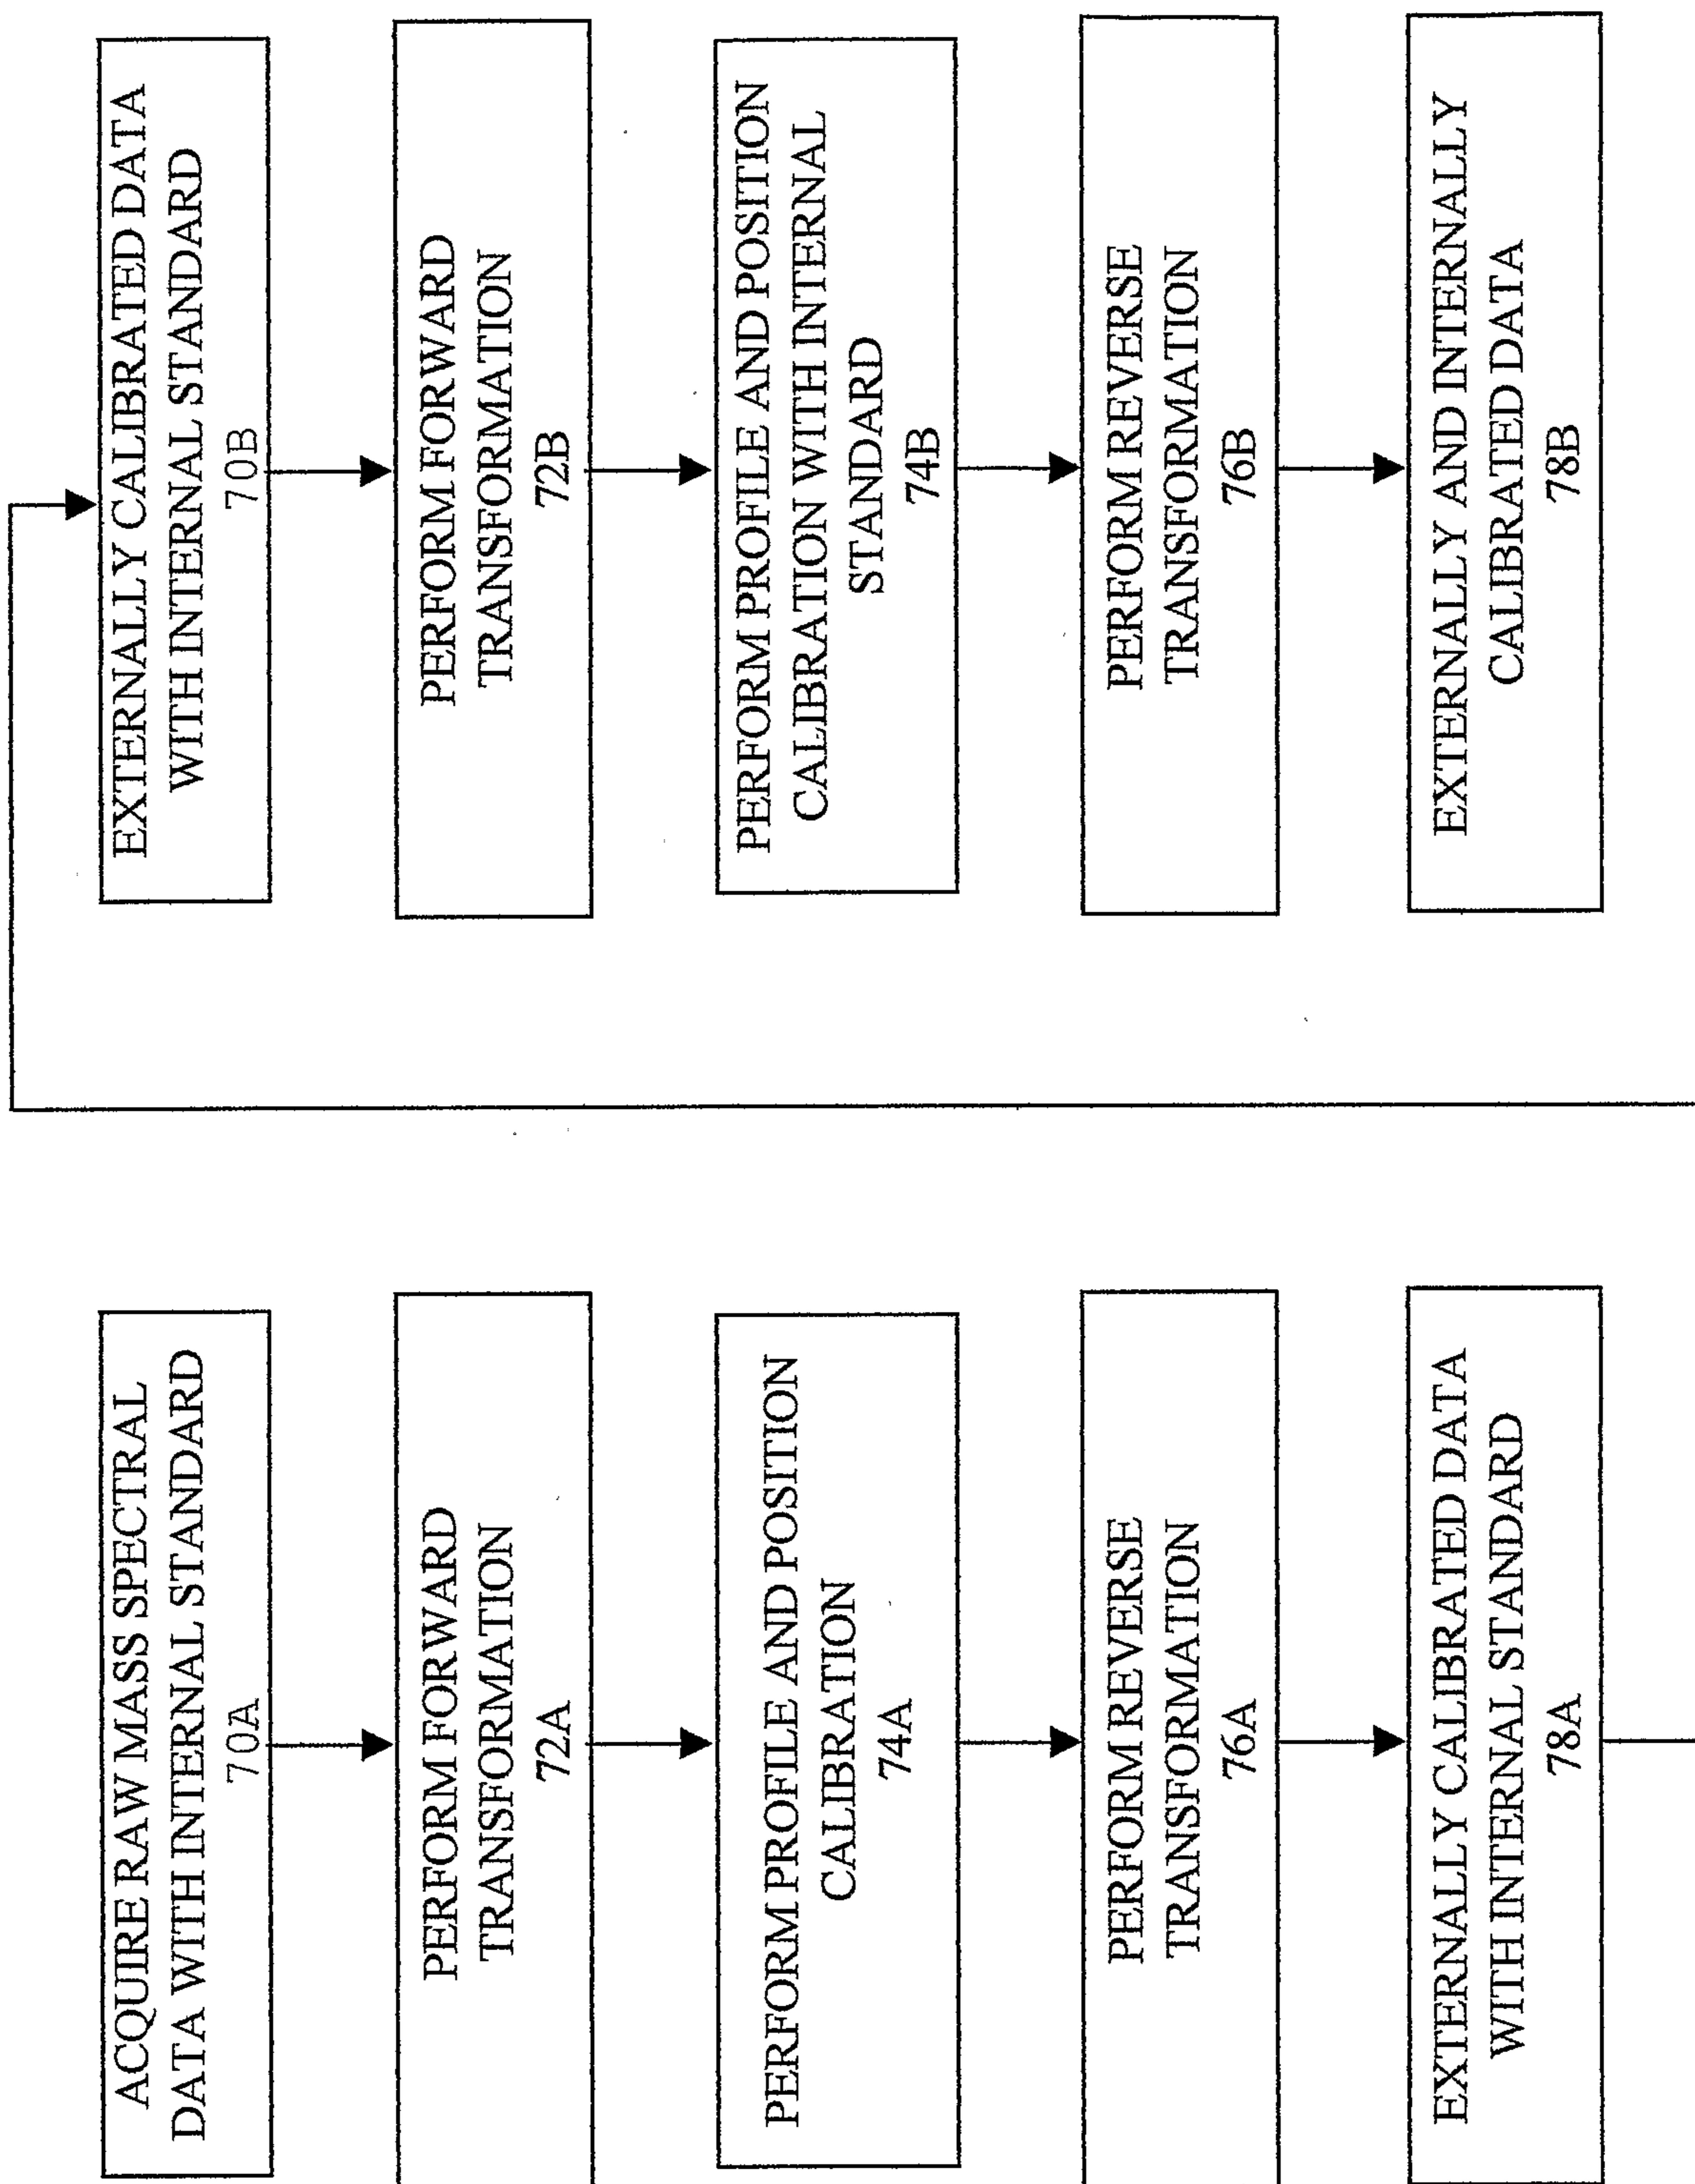 ACQUIRE RAW MASS SPECTRAL
DATA WITH INTERNAL STANDARD
70A
PERFORM FORWARD
TRANSFORMATION
72A
PERFORM PROFILE AND POSITION
CALIBRATION
74A
PERFORM REVERSE
TRANSFORMATION
76A
EXTERNALLY CALIBRATED DATA
WITH INTERNAL STANDARD
78A
EXTERNALLY CALIBRATED DATA
WITH INTERNAL STANDARD
70B
PERFORM FORWARD
TRANSFORMATION
72B
PERFORM PROFILE AND POSITION
CALIBRATION WITH INTERNAL
STANDARD
74B
PERFORM REVERSE
TRANSFORMATION
76B
EXTERNALLY AND INTERNALLY
CALIBRATED DATA
78B